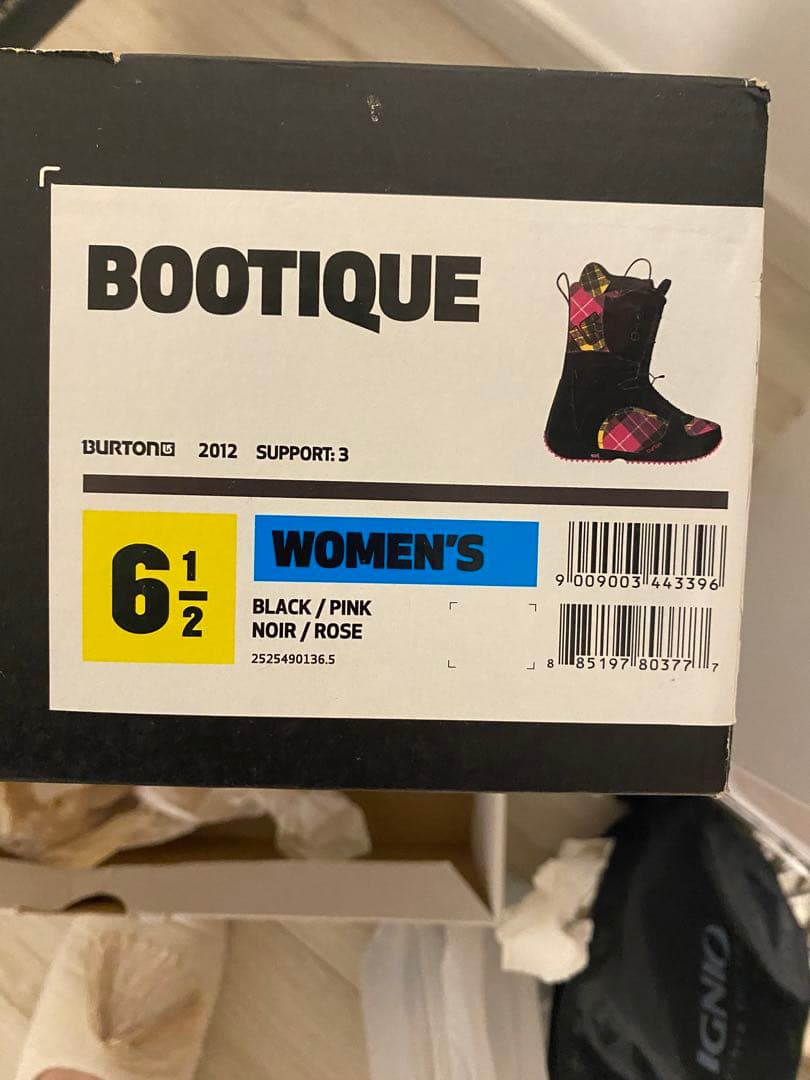 BOOTIQUE
BURTON 2012 SUPPORT: 3
6 1/2
WOMEN'S
BLACK / PINK
NOIR / ROSE
2525490136.5
9 009003 443396
8 85197 80377 7
IGNIO